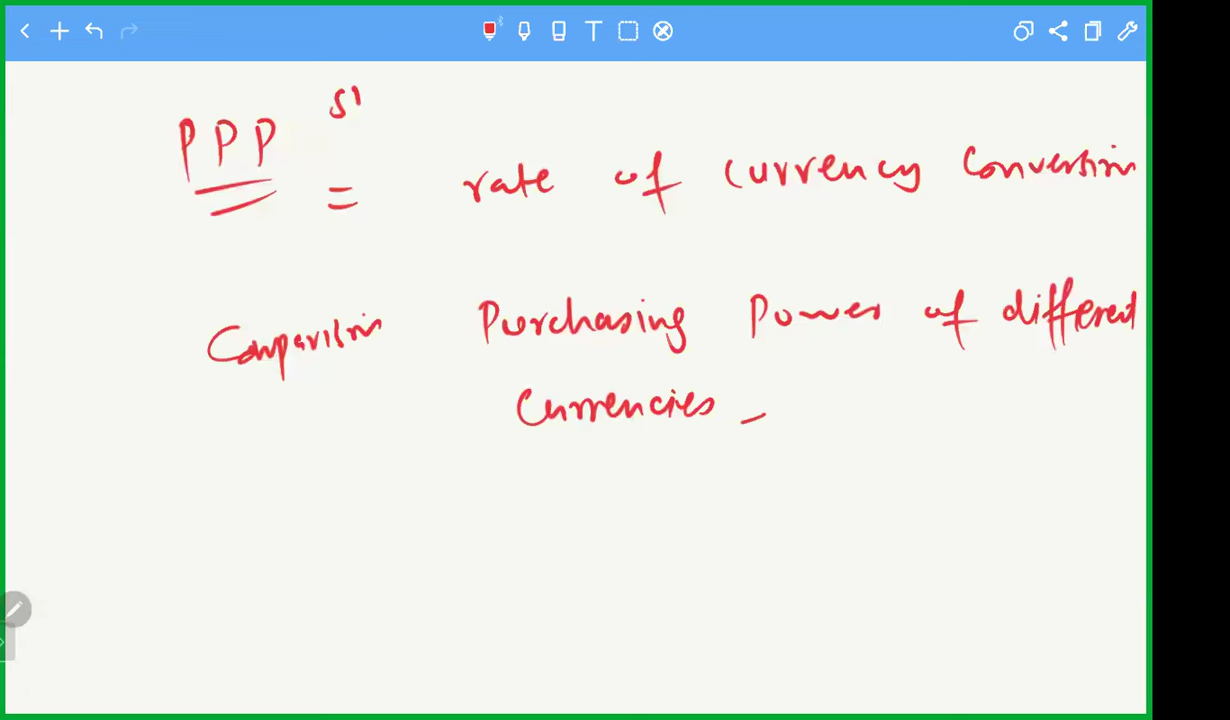 PPP = rate of currency Conversion
Comparision Purchasing Power of different
Currencies -